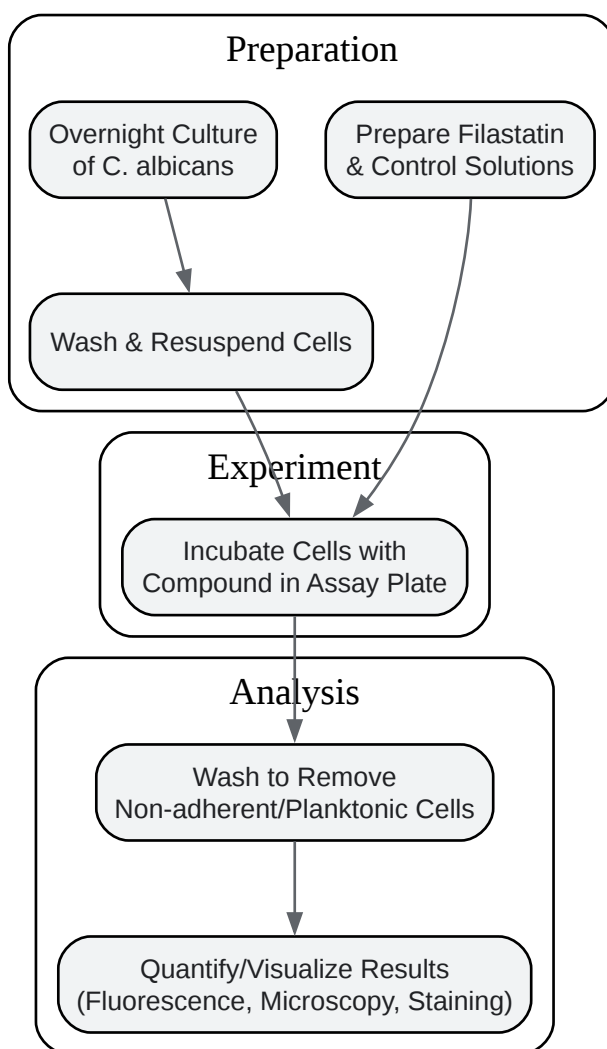 Preparation
Overnight Culture
of C. albicans
Prepare Filastatin
& Control Solutions
Wash & Resuspend Cells
Experiment
Incubate Cells with
Compound in Assay Plate
Analysis
Wash to Remove
Non-adherent/Planktonic Cells
Quantify/Visualize Results
(Fluorescence, Microscopy, Staining)